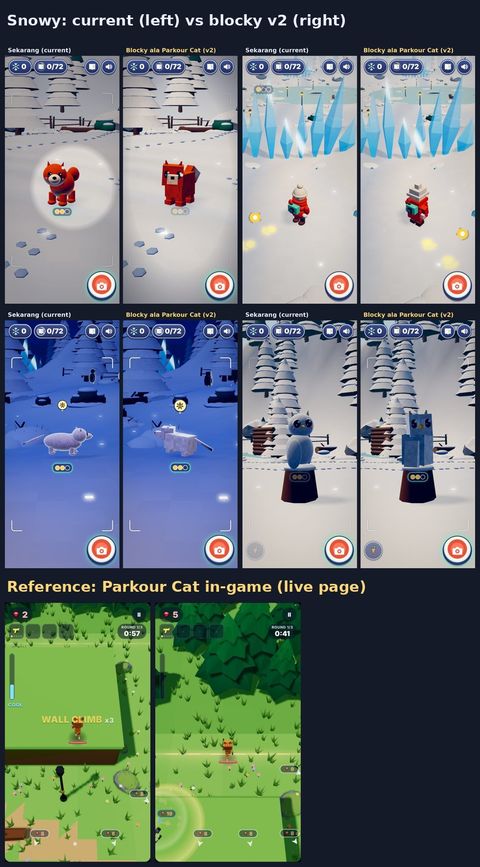 Snowy: current (left) vs blocky v2 (right)
Sekarang (current)
Blocky ala Parkour Cat (v2)
Sekarang (current)
Blocky ala Parkour Cat (v2)
0
0/72
0
0/72
0
0/72
0
0/72
Sekarang (current)
Blocky ala Parkour Cat (v2)
Sekarang (current)
Blocky ala Parkour Cat (v2)
0
0/72
0
0/72
0
0/72
0
0/72
Reference: Parkour Cat in-game (live page)
2
0:57
WALL CLIMB x3
5
0:41